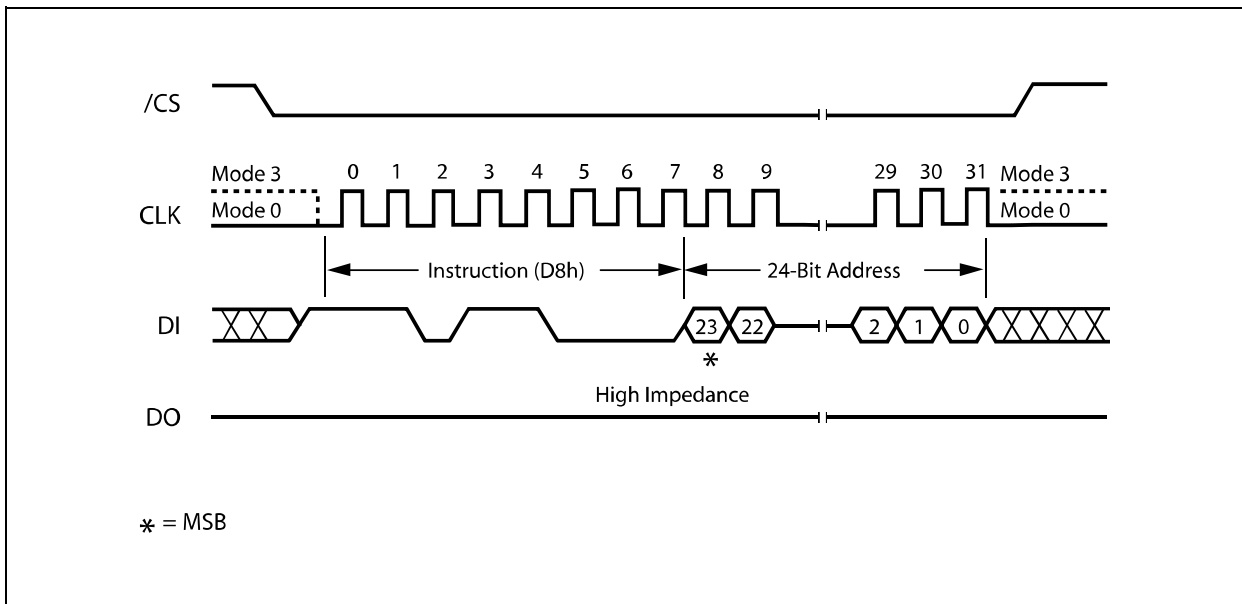 /CS
Mode 3 0 1 2 3 4 5 6 7 8 9 29 30 31 Mode 3
CLK Mode 0 Mode 0
Instruction (D8h) 24-Bit Address
DI 23 22 2 1 0
*
High Impedance
DO
* = MSB